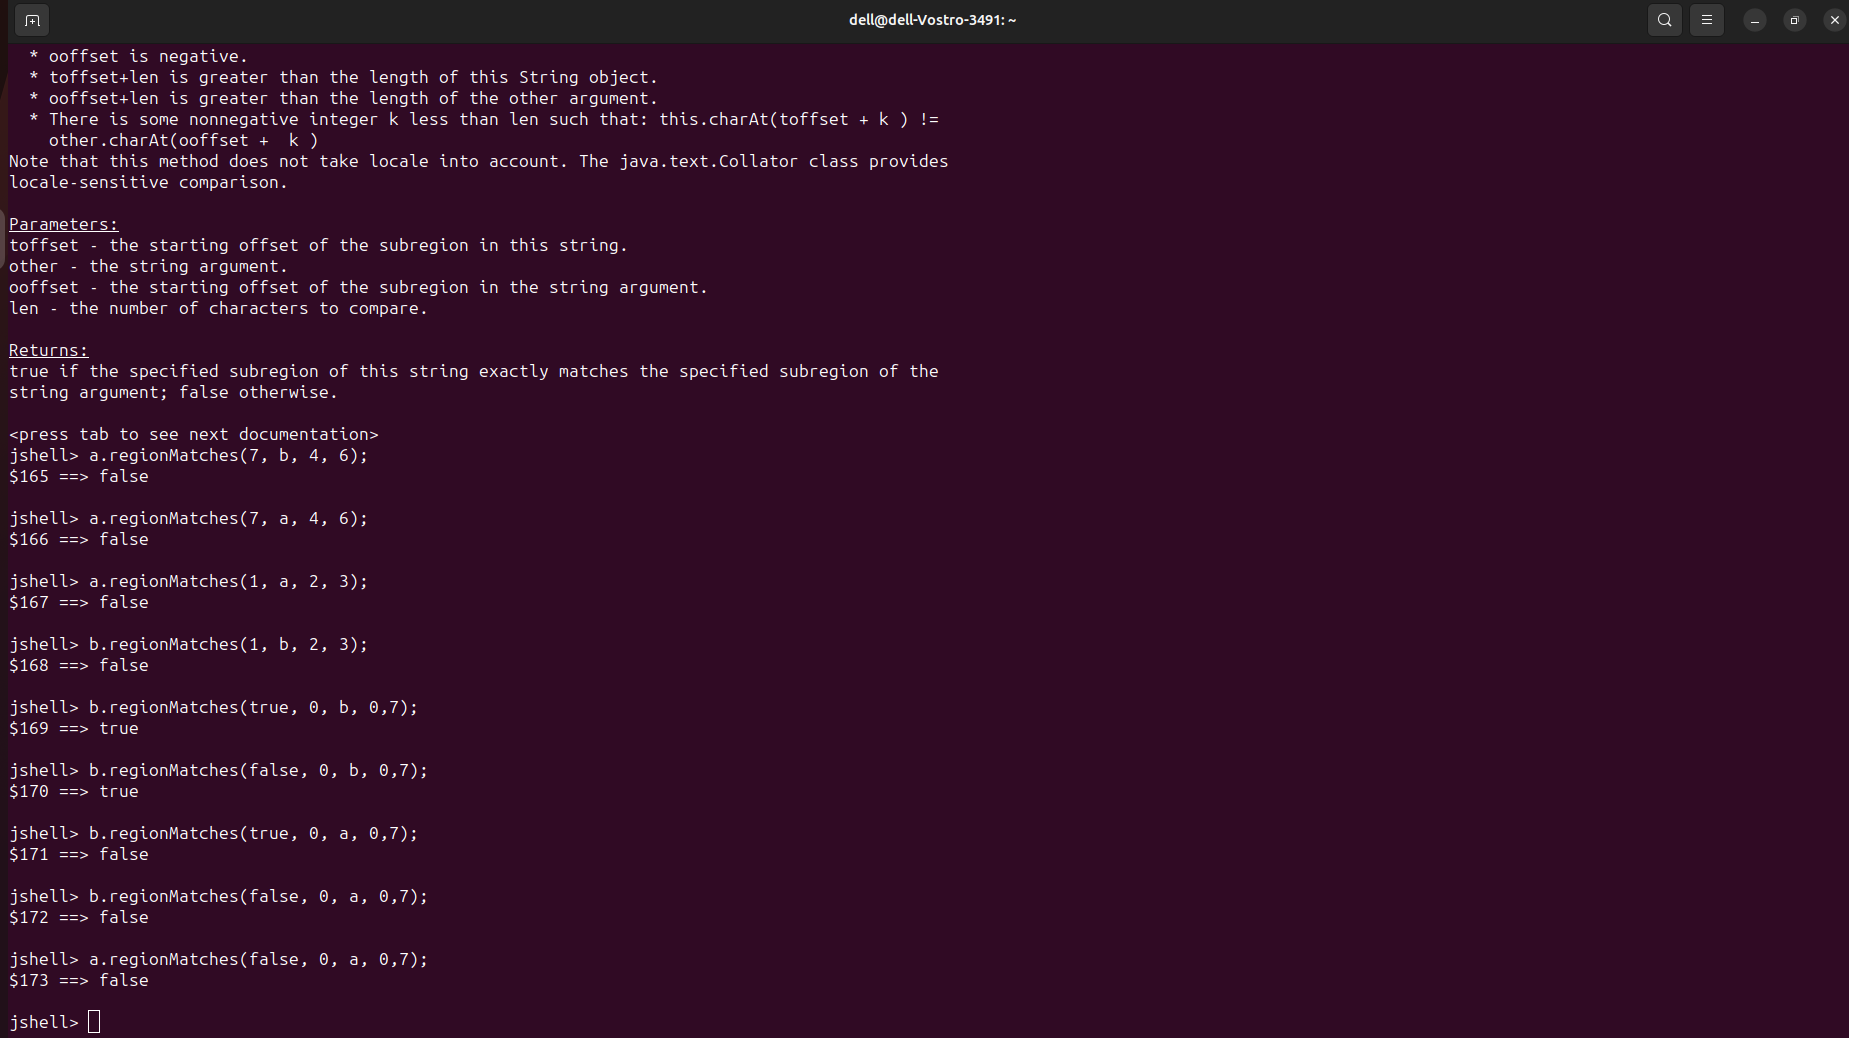 dell@dell-Vostro-3491: ~
* ooffset is negative.
* toffset+len is greater than the length of this String object.
* ooffset+len is greater than the length of the other argument.
* There is some nonnegative integer k less than len such that: this.charAt(toffset + k ) !=
other.charAt(ooffset +  k )
Note that this method does not take locale into account. The java.text.Collator class provides
locale-sensitive comparison.
Parameters:
toffset - the starting offset of the subregion in this string.
other - the string argument.
ooffset - the starting offset of the subregion in the string argument.
len - the number of characters to compare.
Returns:
true if the specified subregion of this string exactly matches the specified subregion of the
string argument; false otherwise.
<press tab to see next documentation>
jshell> a.regionMatches(7, b, 4, 6);
$165 ==> false
jshell> a.regionMatches(7, a, 4, 6);
$166 ==> false
jshell> a.regionMatches(1, a, 2, 3);
$167 ==> false
jshell> b.regionMatches(1, b, 2, 3);
$168 ==> false
jshell> b.regionMatches(true, 0, b, 0,7);
$169 ==> true
jshell> b.regionMatches(false, 0, b, 0,7);
$170 ==> true
jshell> b.regionMatches(true, 0, a, 0,7);
$171 ==> false
jshell> b.regionMatches(false, 0, a, 0,7);
$172 ==> false
jshell> a.regionMatches(false, 0, a, 0,7);
$173 ==> false
jshell>